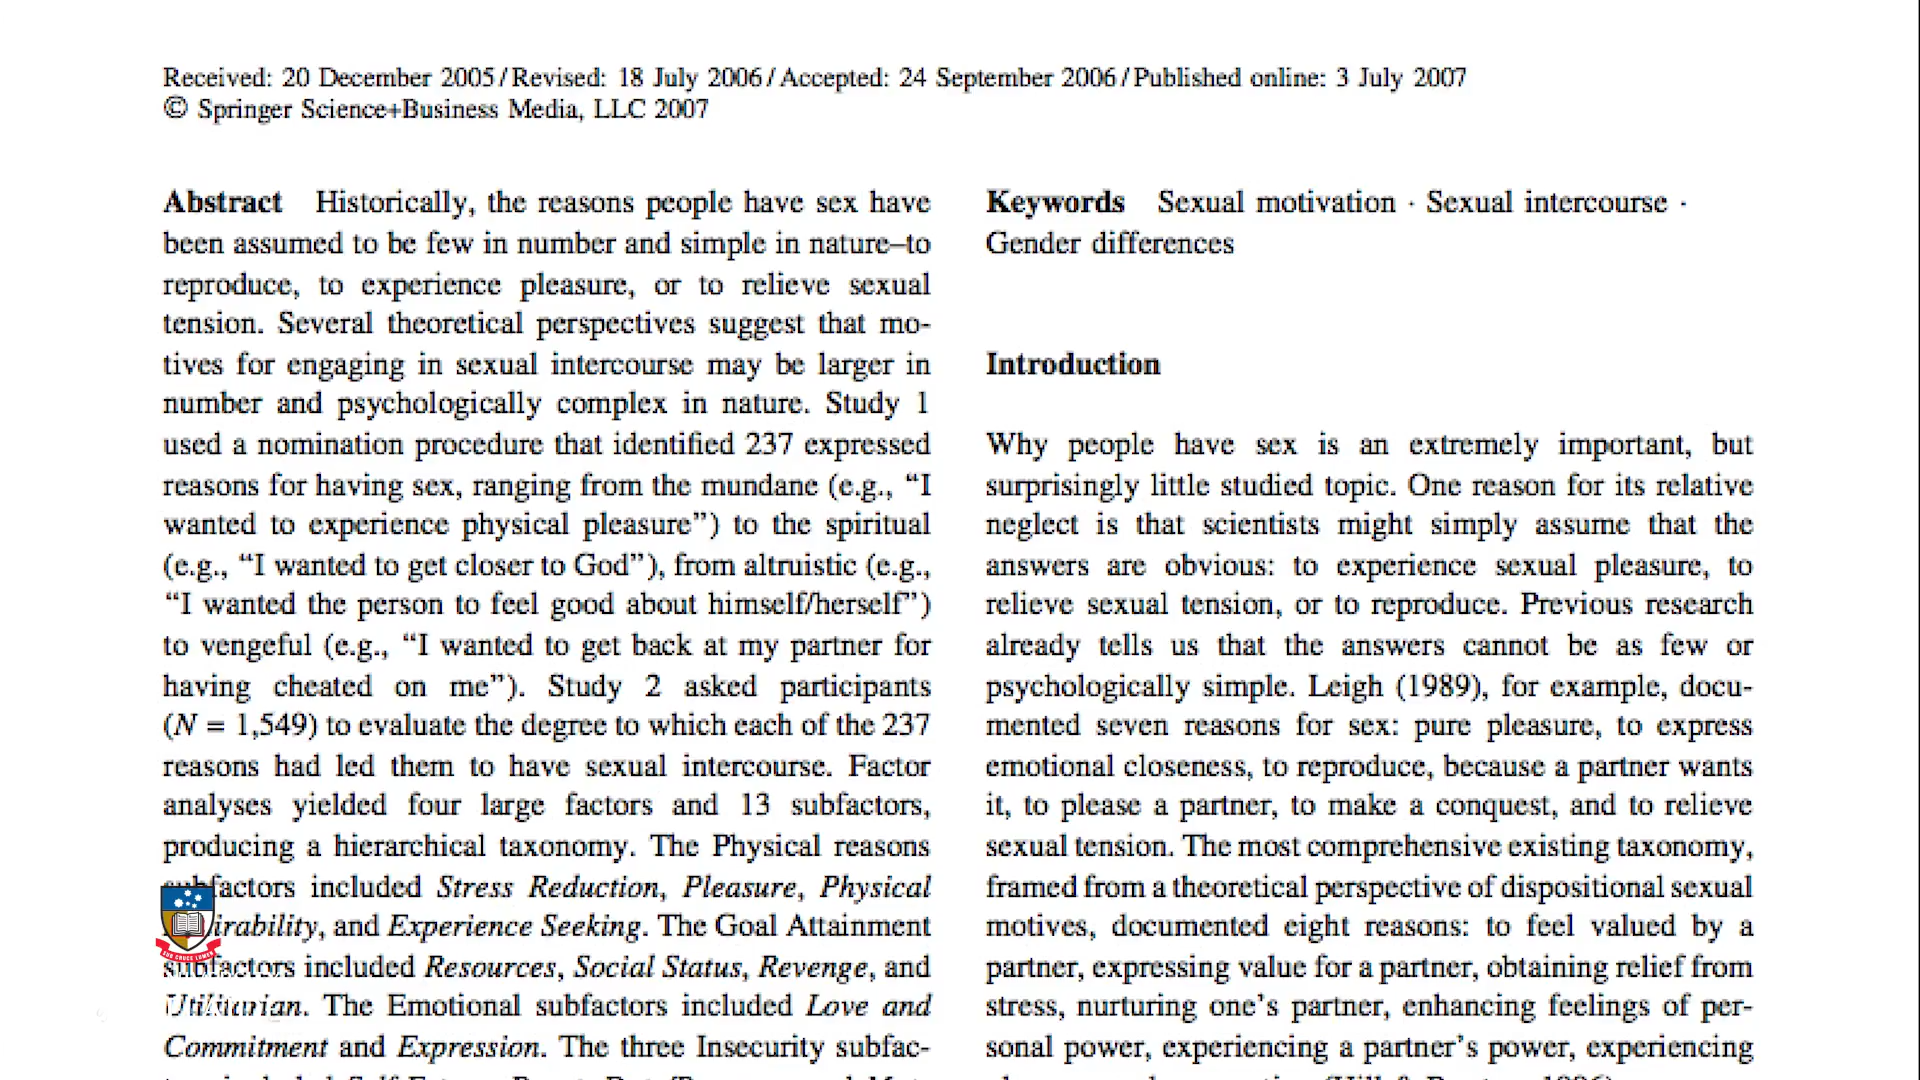 Received: 20 December 2005 / Revised: 18 July 2006 / Accepted: 24 September 2006 / Published online: 3 July 2007
© Springer Science+Business Media, LLC 2007
Abstract Historically, the reasons people have sex have
been assumed to be few in number and simple in nature–to
reproduce, to experience pleasure, or to relieve sexual
tension. Several theoretical perspectives suggest that mo-
tives for engaging in sexual intercourse may be larger in
number and psychologically complex in nature. Study 1
used a nomination procedure that identified 237 expressed
reasons for having sex, ranging from the mundane (e.g., “I
wanted to experience physical pleasure”) to the spiritual
(e.g., “I wanted to get closer to God”), from altruistic (e.g.,
“I wanted the person to feel good about himself/herself”)
to vengeful (e.g., “I wanted to get back at my partner for
having cheated on me”). Study 2 asked participants
(N = 1,549) to evaluate the degree to which each of the 237
reasons had led them to have sexual intercourse. Factor
analyses yielded four large factors and 13 subfactors,
producing a hierarchical taxonomy. The Physical reasons
subfactors included Stress Reduction, Pleasure, Physical
irability, and Experience Seeking. The Goal Attainment
subfactors included Resources, Social Status, Revenge, and
Utilitarian. The Emotional subfactors included Love and
Commitment and Expression. The three Insecurity subfac-
Keywords Sexual motivation · Sexual intercourse ·
Gender differences
Introduction
Why people have sex is an extremely important, but
surprisingly little studied topic. One reason for its relative
neglect is that scientists might simply assume that the
answers are obvious: to experience sexual pleasure, to
relieve sexual tension, or to reproduce. Previous research
already tells us that the answers cannot be as few or
psychologically simple. Leigh (1989), for example, docu-
mented seven reasons for sex: pure pleasure, to express
emotional closeness, to reproduce, because a partner wants
it, to please a partner, to make a conquest, and to relieve
sexual tension. The most comprehensive existing taxonomy,
framed from a theoretical perspective of dispositional sexual
motives, documented eight reasons: to feel valued by a
partner, expressing value for a partner, obtaining relief from
stress, nurturing one’s partner, enhancing feelings of per-
sonal power, experiencing a partner’s power, experiencing